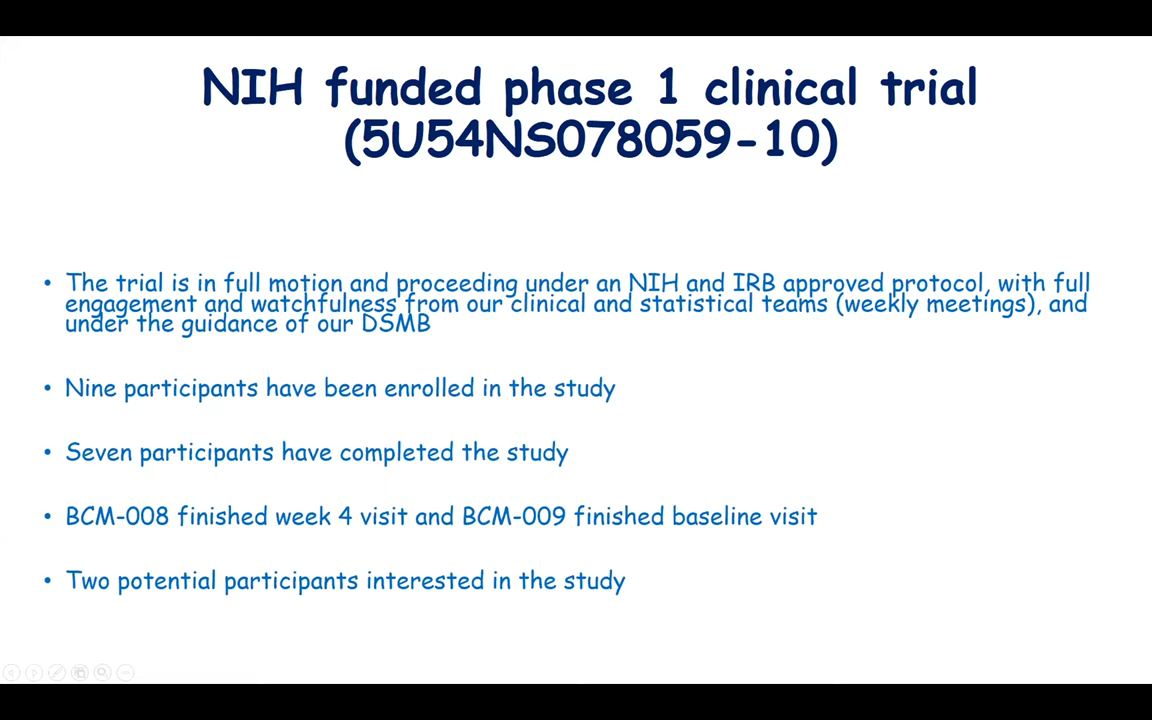 NIH funded phase 1 clinical trial
(5U54NS078059-10)
• The trial is in full motion and proceeding under an NIH and IRB approved protocol, with full
engagement and watchfulness from our clinical and statistical teams (weekly meetings), and
under the guidance of our DSMB
• Nine participants have been enrolled in the study
• Seven participants have completed the study
• BCM-008 finished week 4 visit and BCM-009 finished baseline visit
• Two potential participants interested in the study